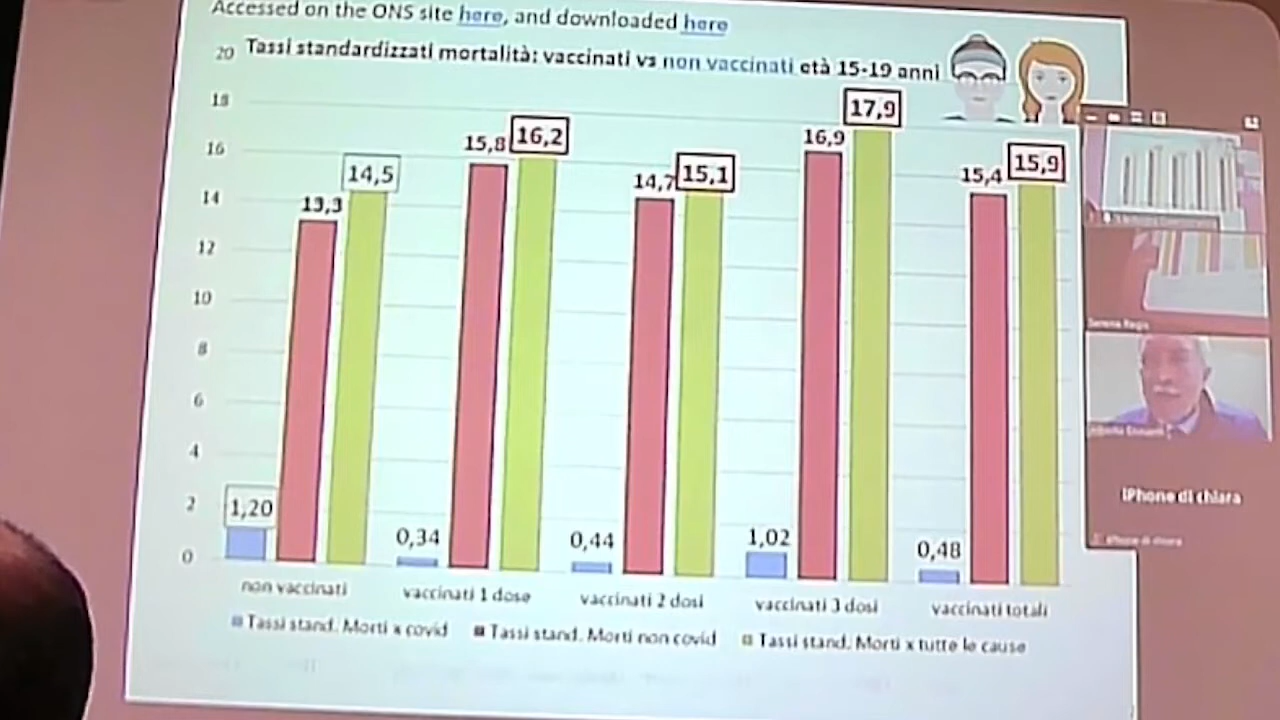 Accessed on the ONS site here, and downloaded here
Tassi standardizzati mortalità: vaccinati vs non vaccinati età 15-19 anni
20
18
16
14
12
10
8
6
4
2
0
1,20
13,3
14,5
0,34
15,8
16,2
0,44
14,7
15,1
1,02
16,9
17,9
0,48
15,4
15,9
non vaccinati
vaccinati 1 dose
vaccinati 2 dosi
vaccinati 3 dosi
vaccinati totali
Tassi stand. Morti x covid
Tassi stand. Morti non covid
Tassi stand. Morti x tutte le cause
iPhone di chiara
iPhone di chiara